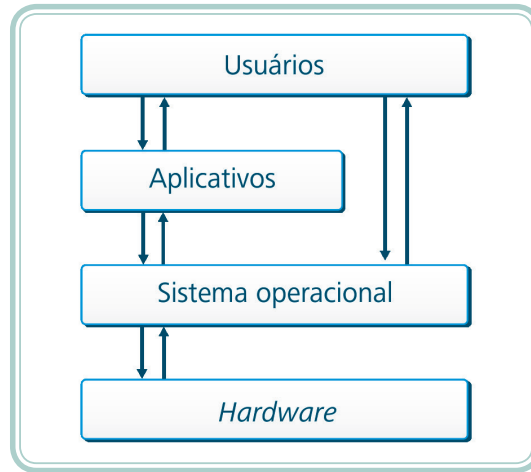 Usuários
Aplicativos
Sistema operacional
Hardware